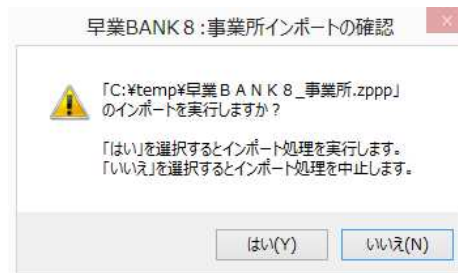 早業BANK８:事業所インポートの確認
「C:¥temp¥早業ＢＡＮＫ８_事業所.zppp」
のインポートを実行しますか？
「はい」を選択するとインポート処理を実行します。
「いいえ」を選択するとインポート処理を中止します。
はい(Y)
いいえ(N)